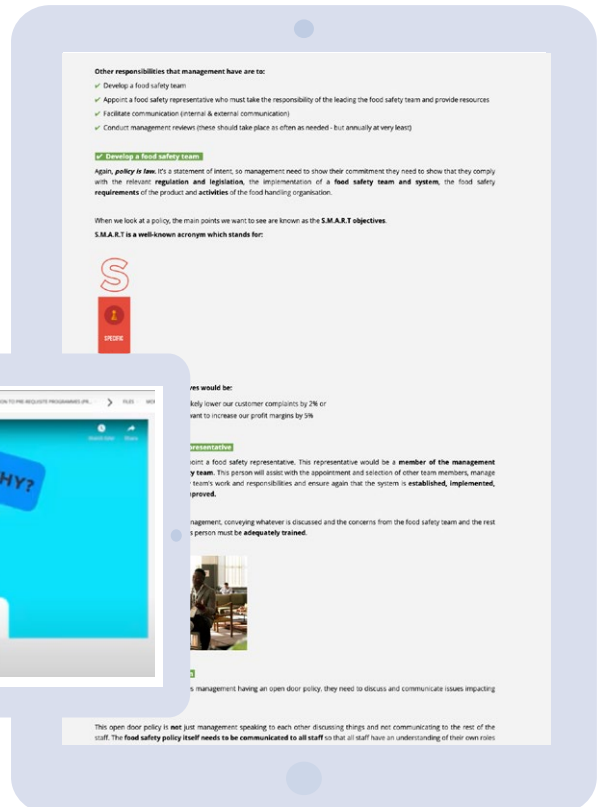 Other responsibilities that management have are to:
✔ Develop a food safety team
✔ Appoint a food safety representative who must take the responsibility of the leading the food safety team and provide resources
✔ Facilitate communication (internal & external communication)
✔ Conduct management reviews (these should take place as often as needed - but annually at very least)
✔ Develop a food safety team
Again, policy is law. It's a statement of intent, so management need to show their commitment they need to show that they comply
with the relevant regulation and legislation, the implementation of a food safety team and system, the food safety
requirements of the product and activities of the food handling organisation.
When we look at a policy, the main points we want to see are known as the S.M.A.R.T objectives.
S.M.A.R.T is a well-known acronym which stands for:
S
SPECIFIC
ves would be:
kely lower our customer complaints by 2% or
vant to increase our profit margins by 5%
ON TO PRE-REQUISITE PROGRAMMES (PR... > FILES
Watch later Share
HY?
presentative
oint a food safety representative. This representative would be a member of the management
y team. This person will assist with the appointment and selection of other team members, manage
team's work and responsibilities and ensure again that the system is established, implemented,
proved.
nagement, conveying whatever is discussed and the concerns from the food safety team and the rest
s person must be adequately trained.
s management having an open door policy, they need to discuss and communicate issues impacting
This open door policy is not just management speaking to each other discussing things and not communicating to the rest of the
staff. The food safety policy itself needs to be communicated to all staff so that all staff have an understanding of their own roles